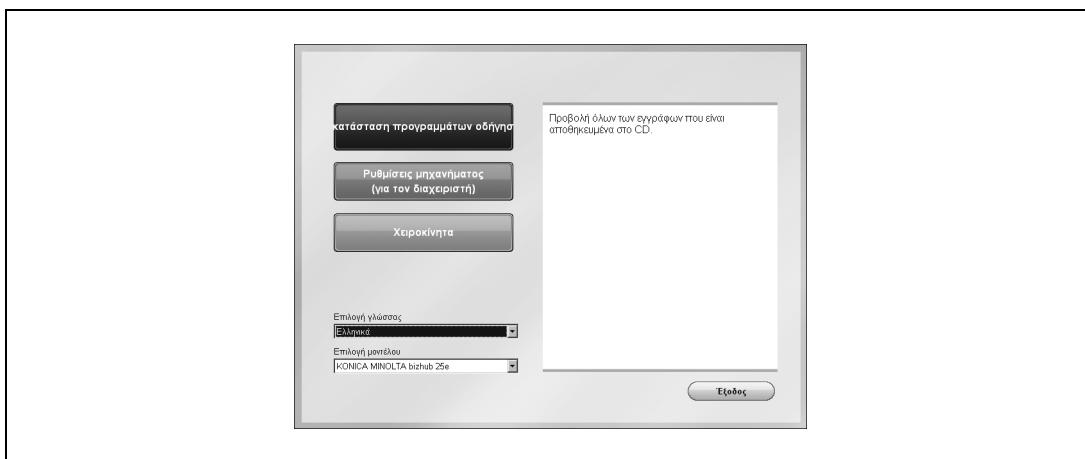 κατάσταση προγραμμάτων οδήγησ
Ρυθμίσεις μηχανήματος
(για τον διαχειριστή)
Χειροκίνητα
Επιλογή γλώσσας
Ελληνικά
Επιλογή μοντέλου
KONICA MINOLTA bizhub 25e
Προβολή όλων των εγγράφων που είναι
αποθηκευμένα στο CD.
Έξοδος